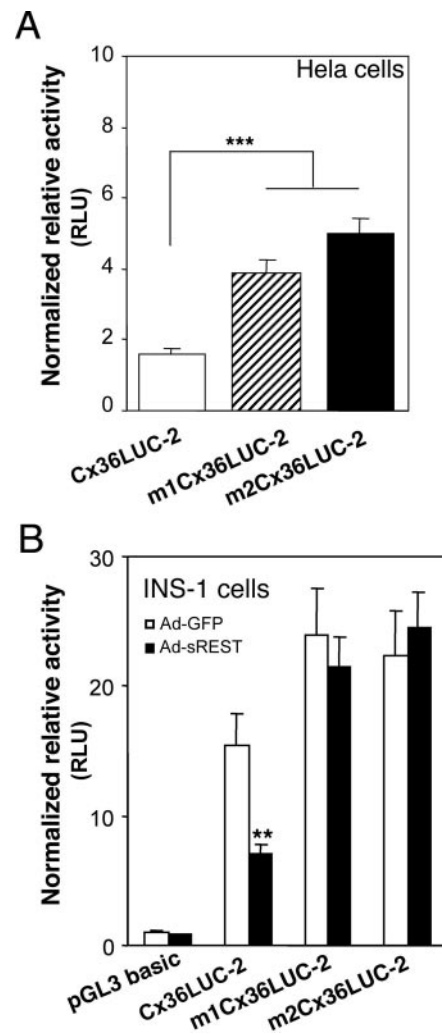 A
Normalized relative activity
(RLU)
10
8
6
4
2
0
Hela cells
***
Cx36LUC-2
m1Cx36LUC-2
m2Cx36LUC-2
B
Normalized relative activity
(RLU)
30
20
10
0
INS-1 cells
Ad-GFP
Ad-sREST
**
pGL3 basic
Cx36LUC-2
m1Cx36LUC-2
m2Cx36LUC-2